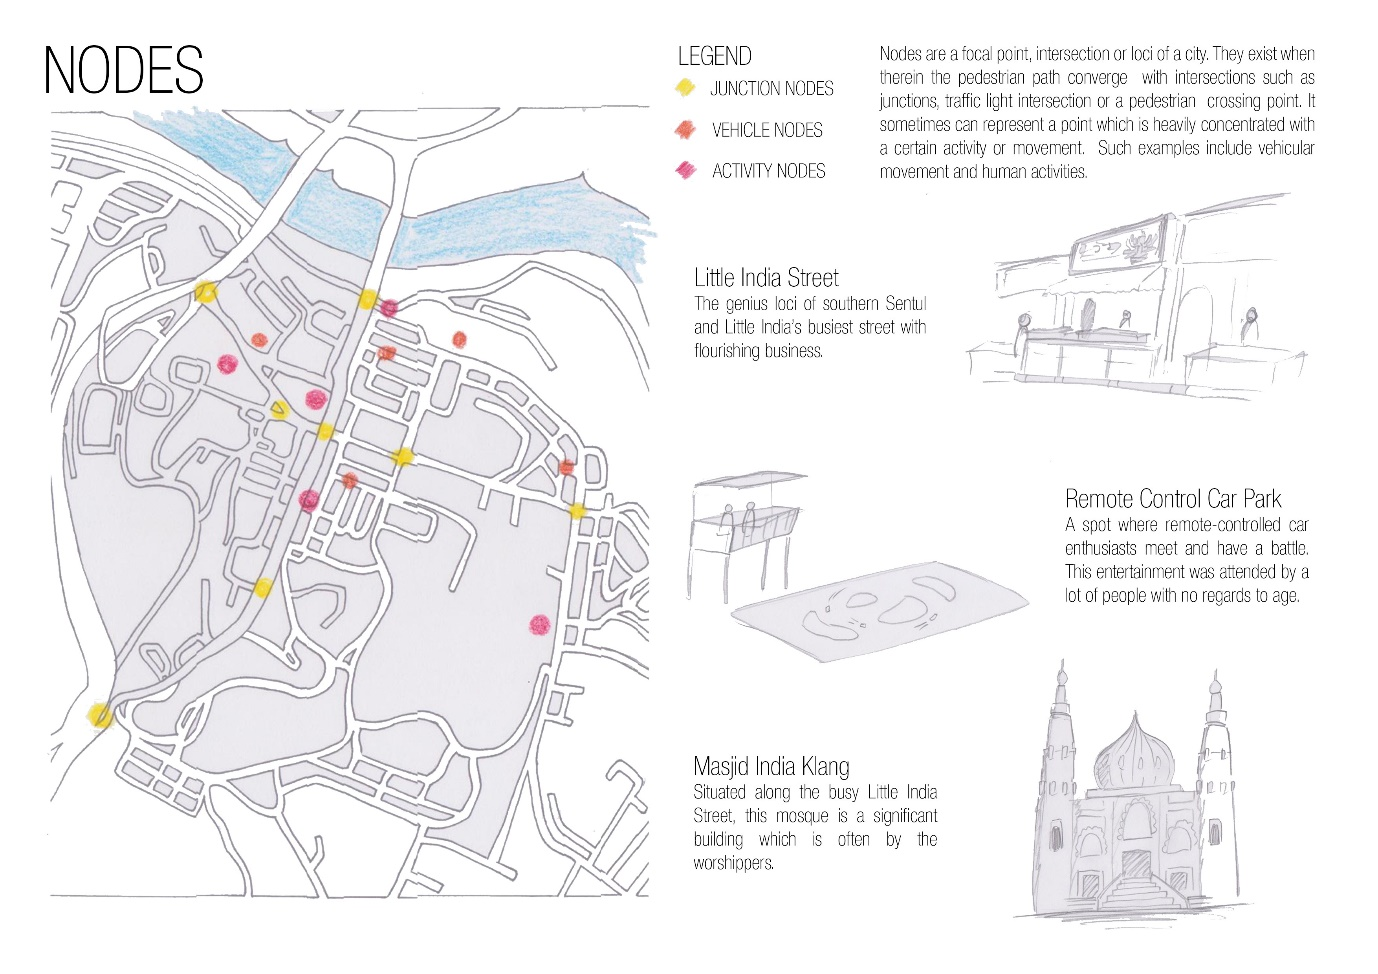 NODES
LEGEND
JUNCTION NODES
VEHICLE NODES
ACTIVITY NODES
Nodes are a focal point, intersection or loci of a city. They exist when
therein the pedestrian path converge with intersections such as
junctions, traffic light intersection or a pedestrian crossing point. It
sometimes can represent a point which is heavily concentrated with
a certain activity or movement. Such examples include vehicular
movement and human activities.
Little India Street
The genius loci of southern Sentul
and Little India's busiest street with
flourishing business.
Remote Control Car Park
A spot where remote-controlled car
enthusiasts meet and have a battle.
This entertainment was attended by a
lot of people with no regards to age.
Masjid India Klang
Situated along the busy Little India
Street, this mosque is a significant
building which is often by the
worshippers.